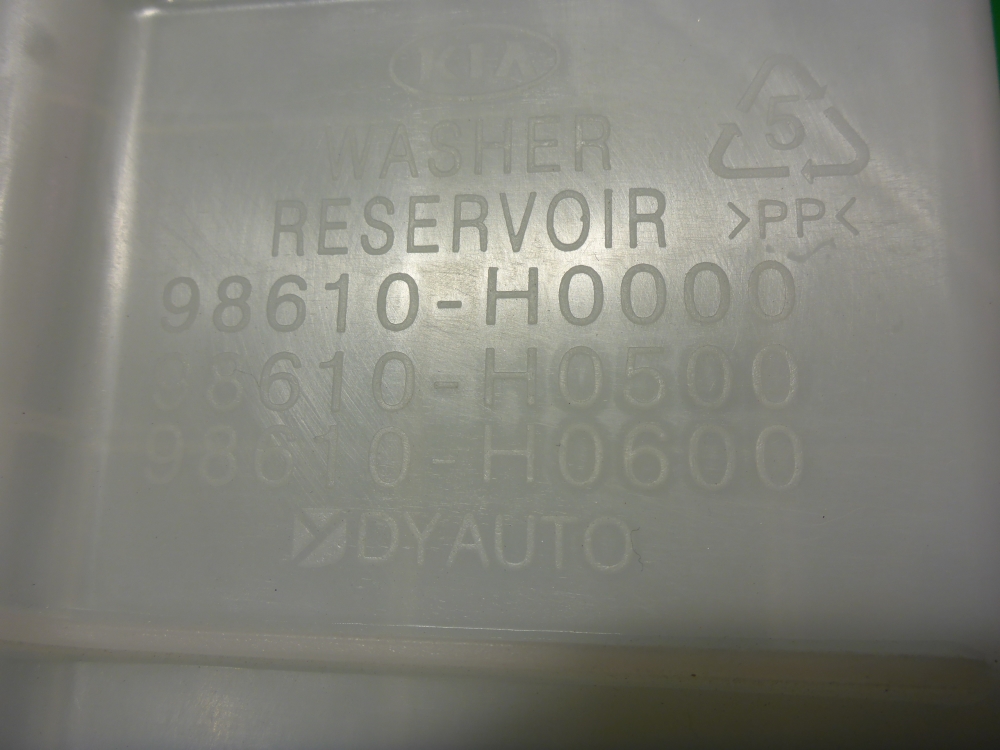 KIA
WASHER
5
RESERVOIR
>PP<
98610-H0000
98610-H0500
98610-H0600
DYAUTO